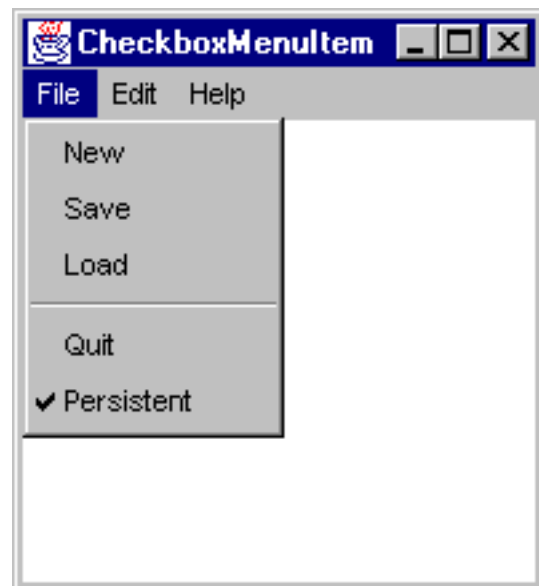 CheckboxMenuItem
File Edit Help
New
Save
Load
Quit
Persistent